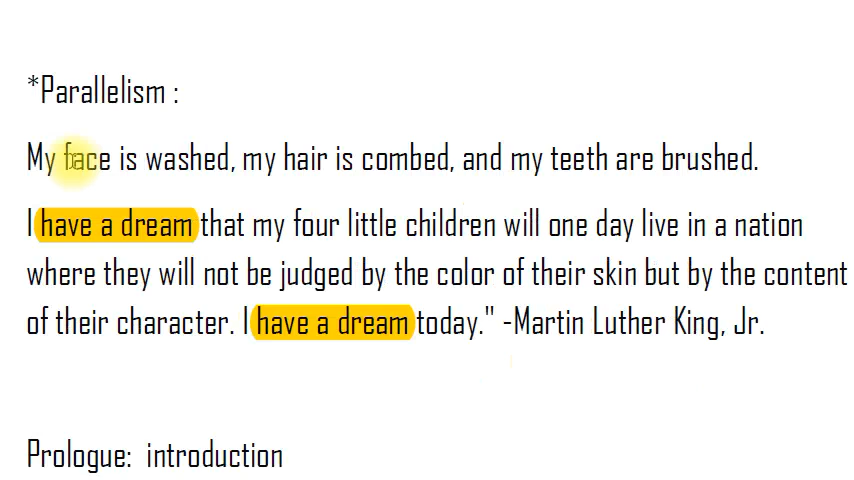 *Parallelism :
My face is washed, my hair is combed, and my teeth are brushed.
I have a dream that my four little children will one day live in a nation
where they will not be judged by the color of their skin but by the content
of their character. I have a dream today." -Martin Luther King, Jr.
Prologue: introduction